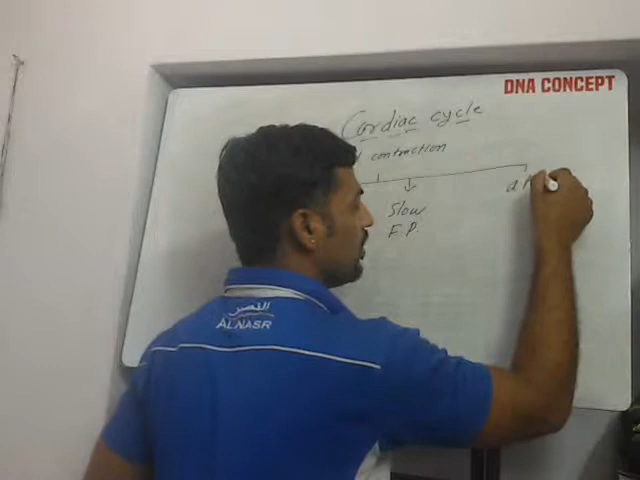 DNA CONCEPT
Cardiac cycle
contraction
Slow
F.P.
النصر
ALNASR